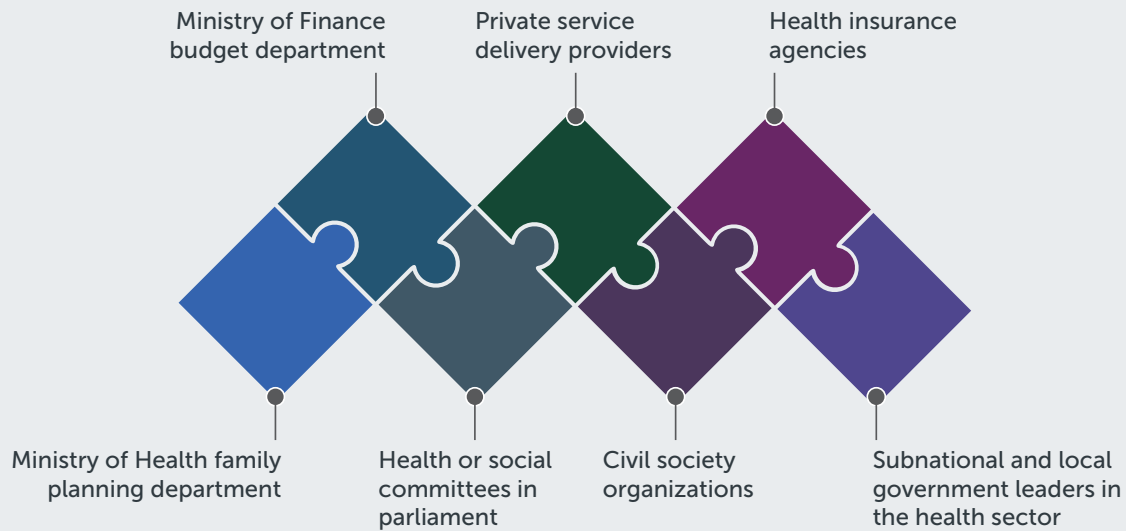 Ministry of Finance
budget department
Private service
delivery providers
Health insurance
agencies
Ministry of Health family
planning department
Health or social
committees in
parliament
Civil society
organizations
Subnational and local
government leaders in
the health sector